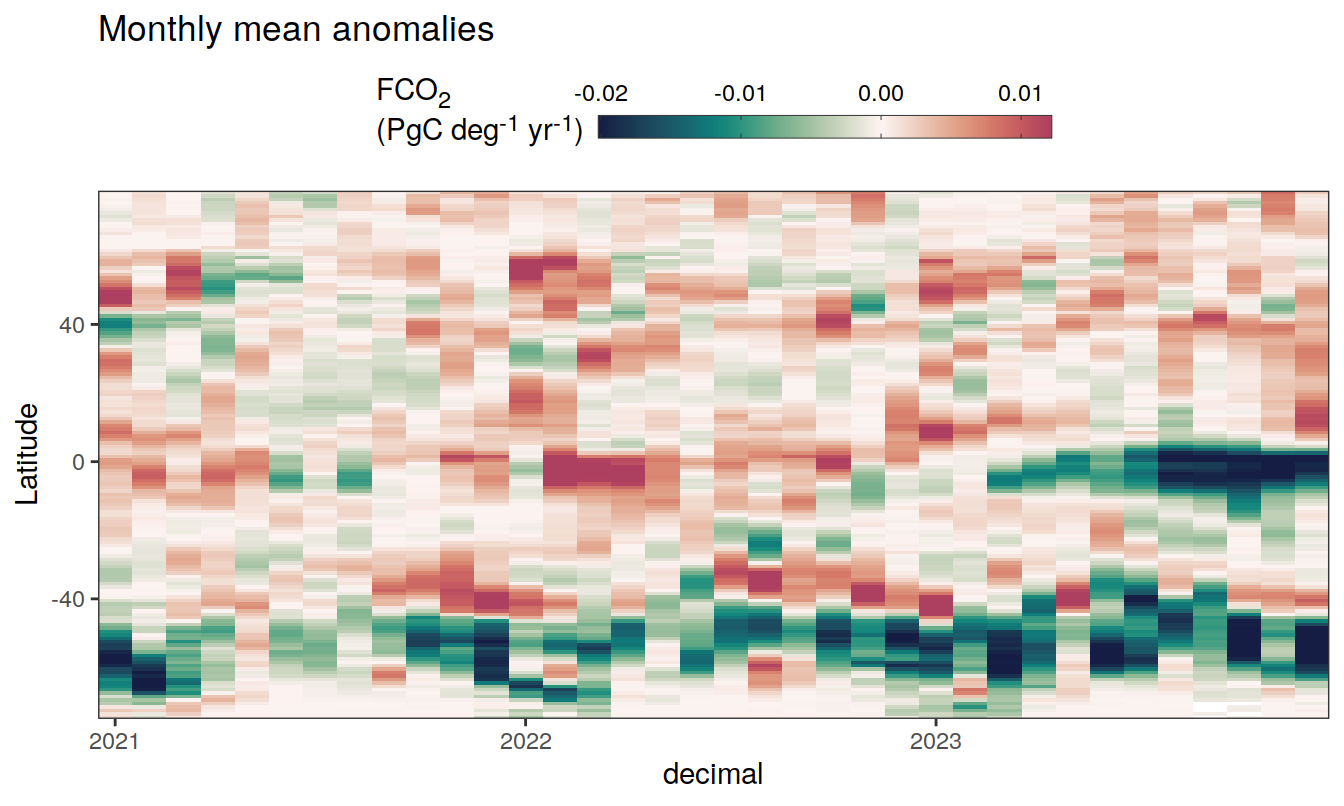 Monthly mean anomalies
FCO₂
(PgC deg⁻¹ yr⁻¹)
-0.02 -0.01 0.00 0.01
Latitude
40
0
-40
2021 2022 2023
decimal